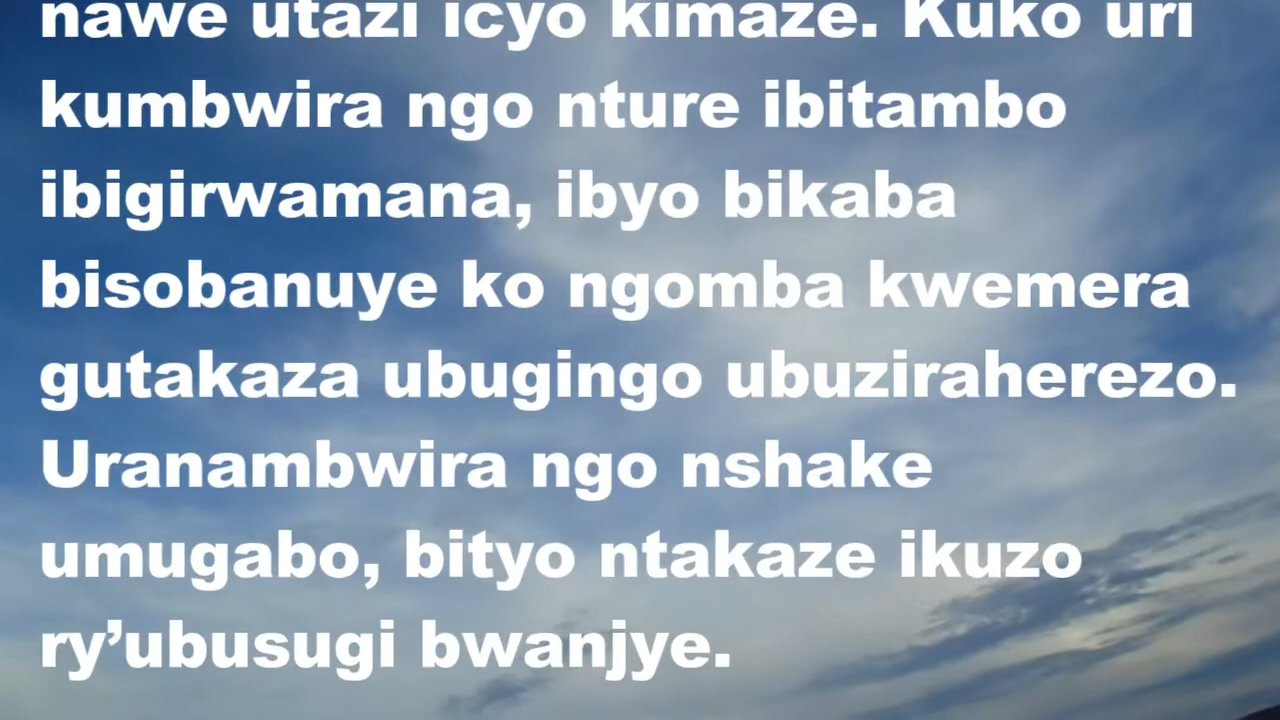 nawe utazi icyo kimaze. Kuko uri
kumbwira ngo nture ibitambo
ibigirwamana, ibyo bikaba
bisobanuye ko ngomba kwemera
gutakaza ubugingo ubuziraherezo.
Uranambwira ngo nshake
umugabo, bityo ntakaze ikuzo
ry’ubusugi bwanjye.